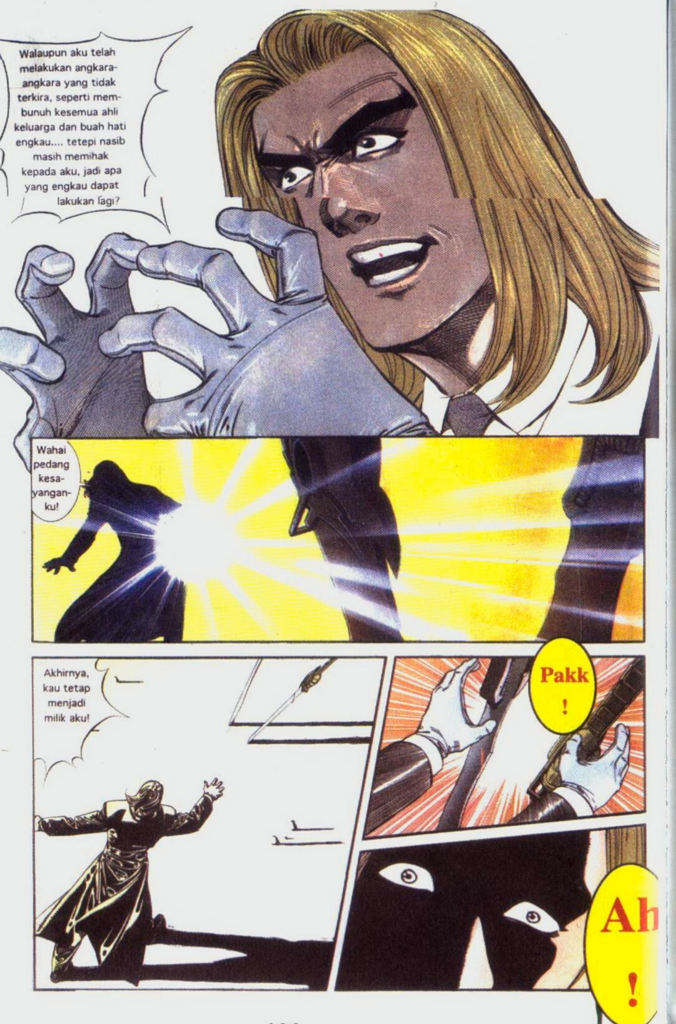 Walaupun aku telah
melakukan angkara-
angkara yang tidak
terkira, seperti mem-
bunuh kesemua ahli
keluarga dan buah hati
engkau.... tetepi nasib
masih memihak
kepada aku, jadi apa
yang engkau dapat
lakukan lagi?
Wahai
pedang
kesa-
yangan-
ku!
Akhirnya,
kau tetap
menjadi
milik aku!
Pakk
!
Ah
!